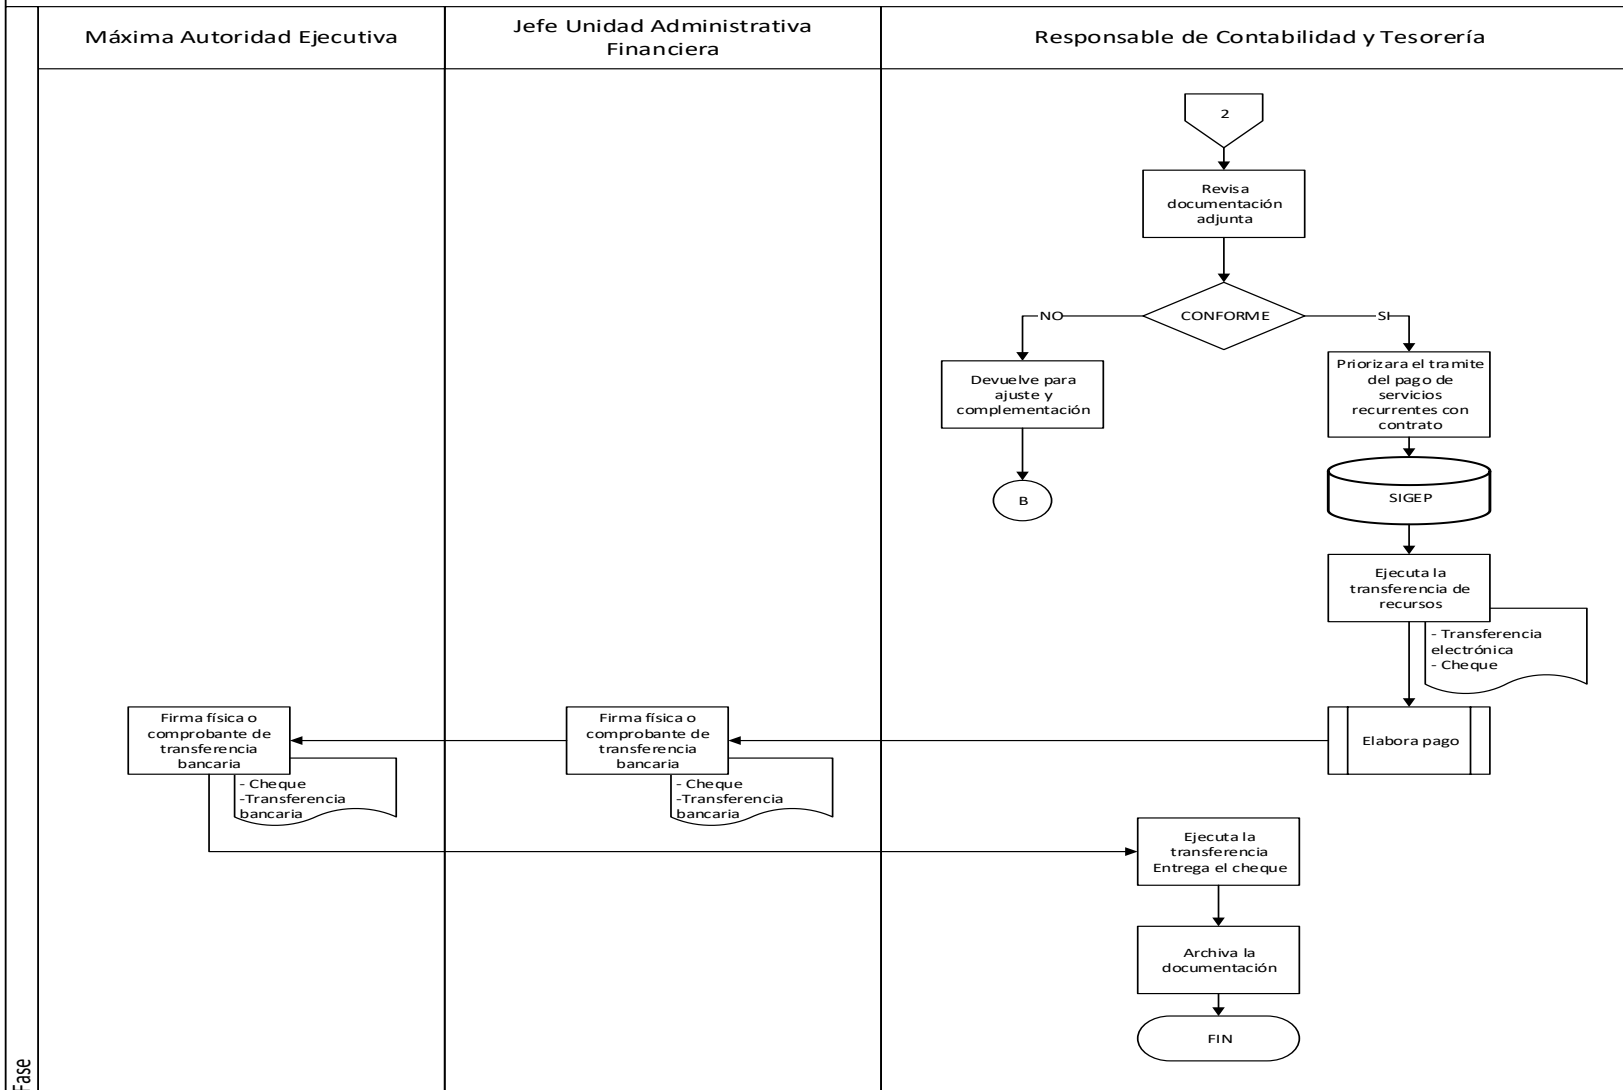 Máxima Autoridad Ejecutiva
Jefe Unidad Administrativa
Financiera
Responsable de Contabilidad y Tesorería
2
Revisa
documentación
adjunta
CONFORME
NO
SI
Devuelve para
ajuste y
complementación
B
Priorizara el tramite
del pago de
servicios
recurrentes con
contrato
SIGEP
Ejecuta la
transferencia de
recursos
- Transferencia
electrónica
- Cheque
Elabora pago
Firma física o
comprobante de
transferencia
bancaria
- Cheque
-Transferencia
bancaria
Firma física o
comprobante de
transferencia
bancaria
- Cheque
-Transferencia
bancaria
Ejecuta la
transferencia
Entrega el cheque
Archiva la
documentación
FIN
Fase